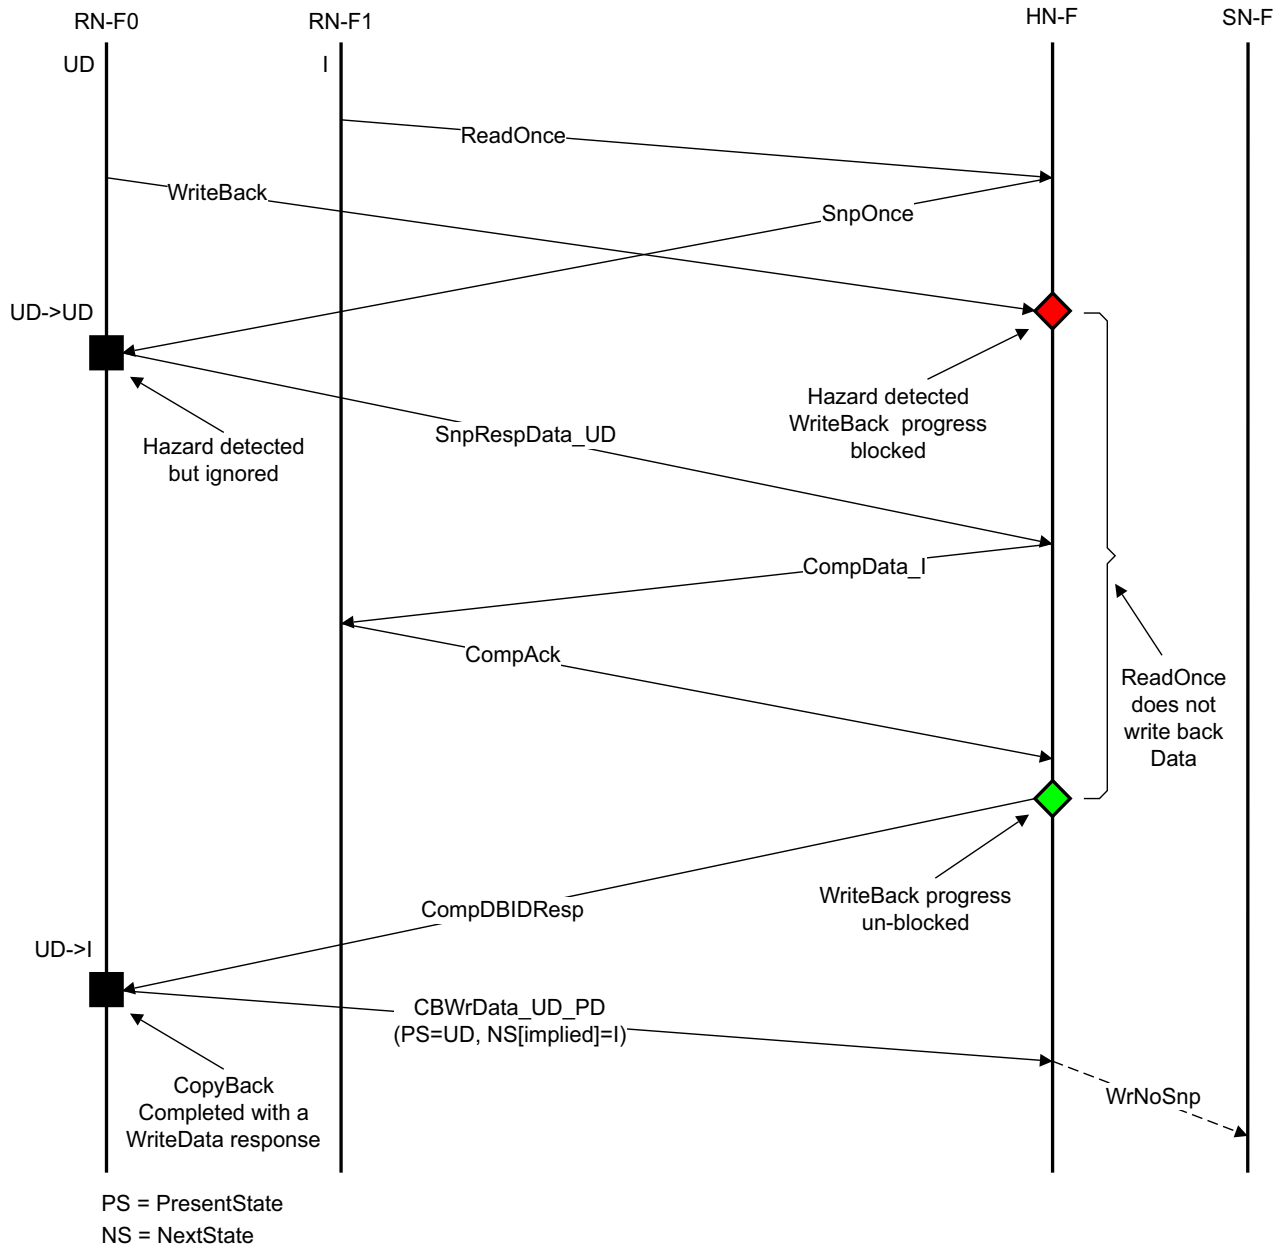 RN-F0
RN-F1
HN-F
SN-F
UD
I
ReadOnce
WriteBack
SnpOnce
UD->UD
Hazard detected
but ignored
Hazard detected
WriteBack progress
blocked
SnpRespData_UD
CompData_I
CompAck
ReadOnce
does not
write back
Data
WriteBack progress
un-blocked
CompDBIDResp
UD->I
CBWrData_UD_PD
(PS=UD, NS[implied]=I)
CopyBack
Completed with a
WriteData response
WrNoSnp
PS = PresentState
NS = NextState